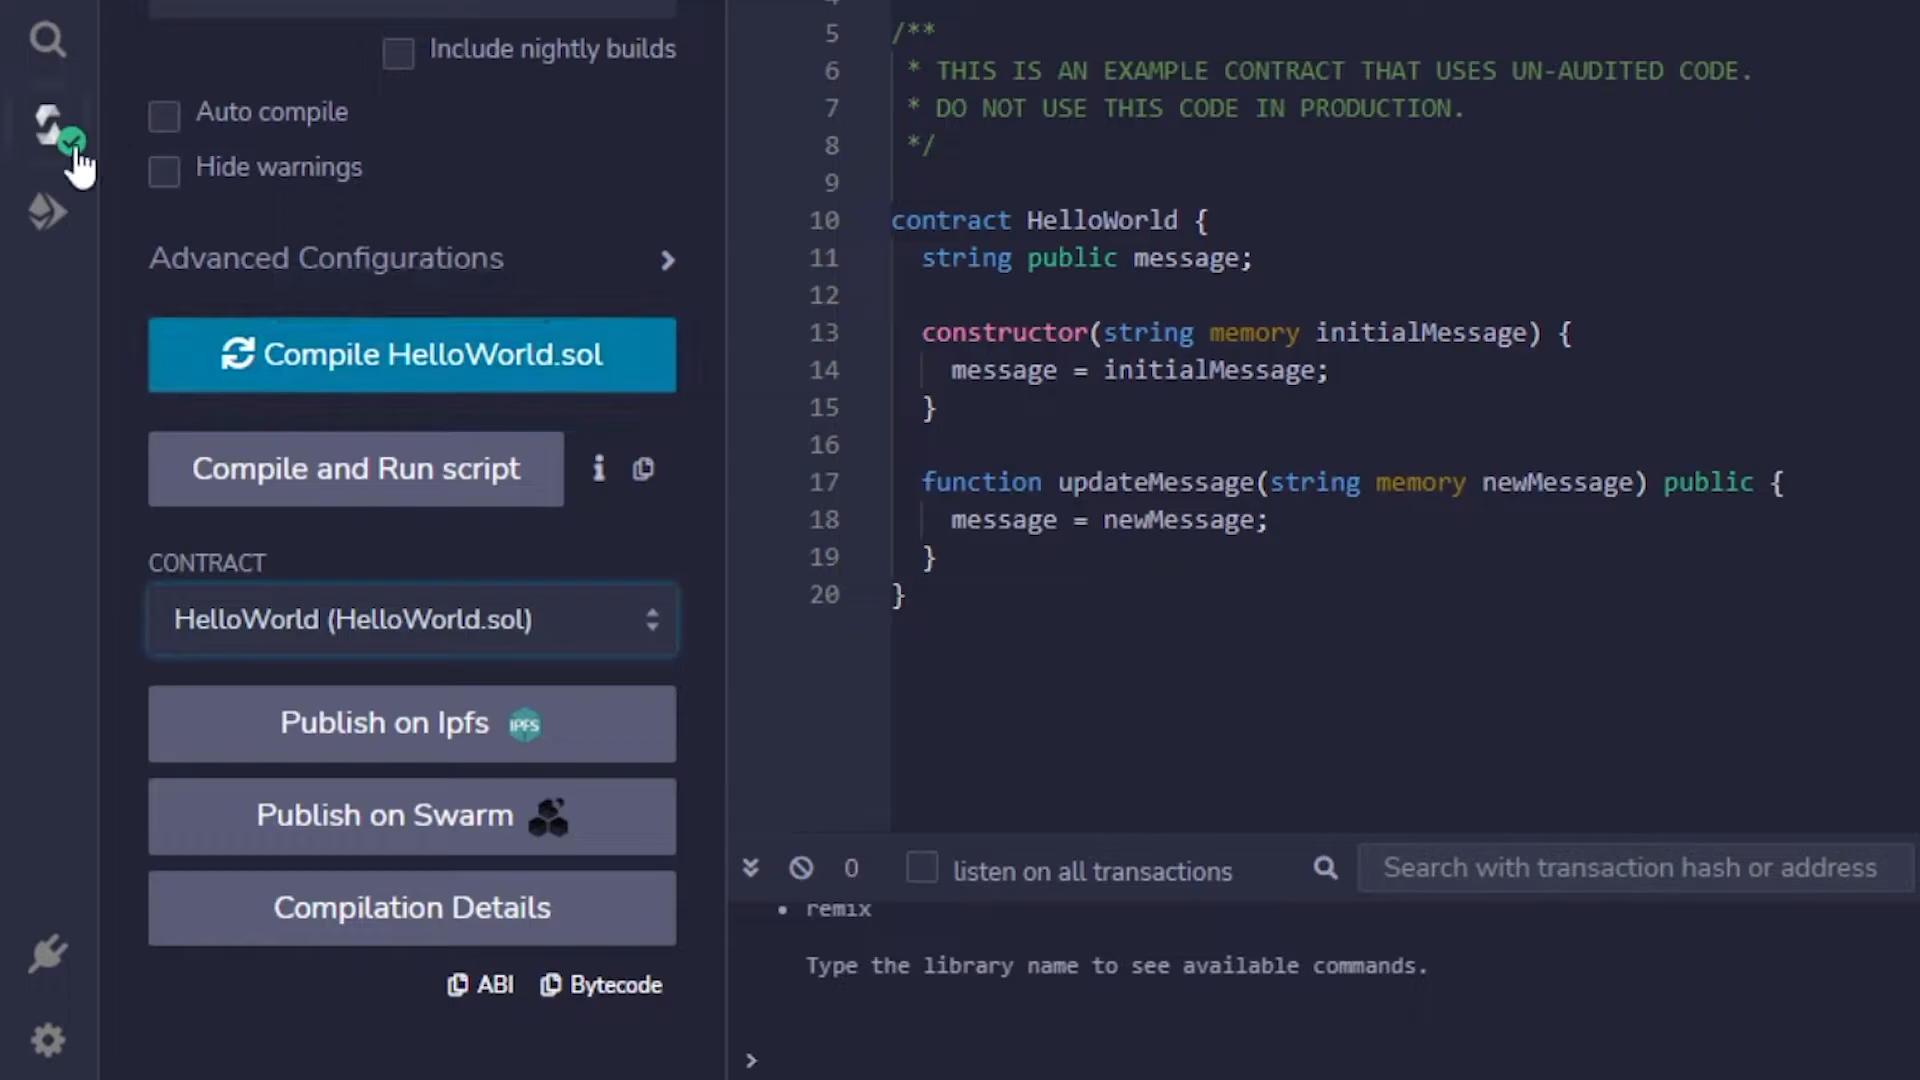 Include nightly builds
Auto compile
Hide warnings
Advanced Configurations
Compile HelloWorld.sol
Compile and Run script
CONTRACT
HelloWorld (HelloWorld.sol)
Publish on Ipfs IPFS
Publish on Swarm
Compilation Details
ABI Bytecode
5 /**
6 * THIS IS AN EXAMPLE CONTRACT THAT USES UN-AUDITED CODE.
7 * DO NOT USE THIS CODE IN PRODUCTION.
8 */
9
10 contract HelloWorld {
11 string public message;
12
13 constructor(string memory initialMessage) {
14 message = initialMessage;
15 }
16
17 function updateMessage(string memory newMessage) public {
18 message = newMessage;
19 }
20 }
0 listen on all transactions Search with transaction hash or address
• remix
Type the library name to see available commands.
>